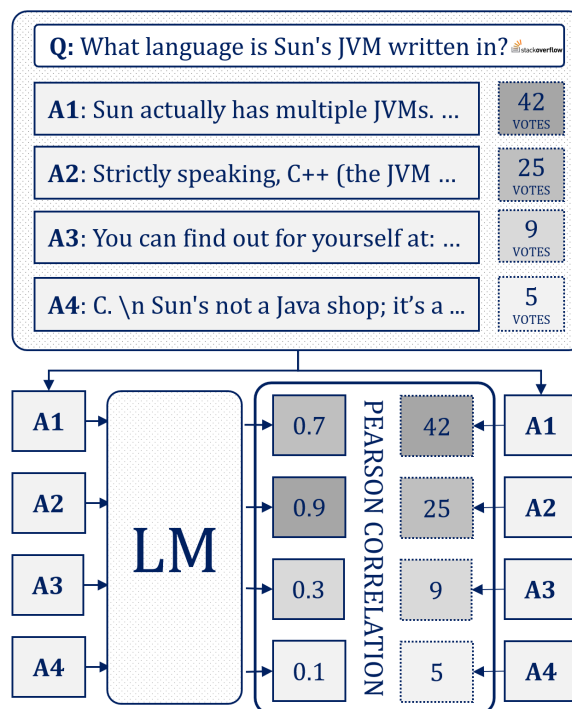 Q: What language is Sun's JVM written in? stackoverflow
A1: Sun actually has multiple JVMs. ... 42 VOTES
A2: Strictly speaking, C++ (the JVM ... 25 VOTES
A3: You can find out for yourself at: ... 9 VOTES
A4: C. \n Sun's not a Java shop; it's a ... 5 VOTES
A1 0.7 42 A1
A2 0.9 25 A2
LM
A3 0.3 9 A3
A4 0.1 5 A4
PEARSON CORRELATION